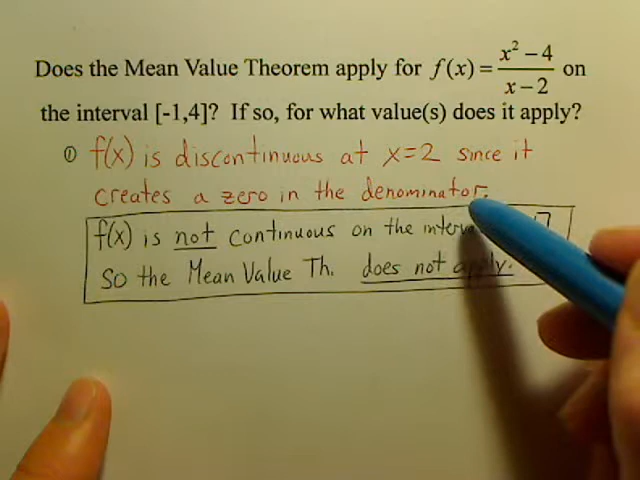 Does the Mean Value Theorem apply for f(x) = (x² − 4)/(x − 2) on
the interval [-1,4]? If so, for what value(s) does it apply?
① f(x) is discontinuous at x=2 since it
creates a zero in the denominator.
f(x) is not continuous on the
So the Mean Value Th. does not apply.